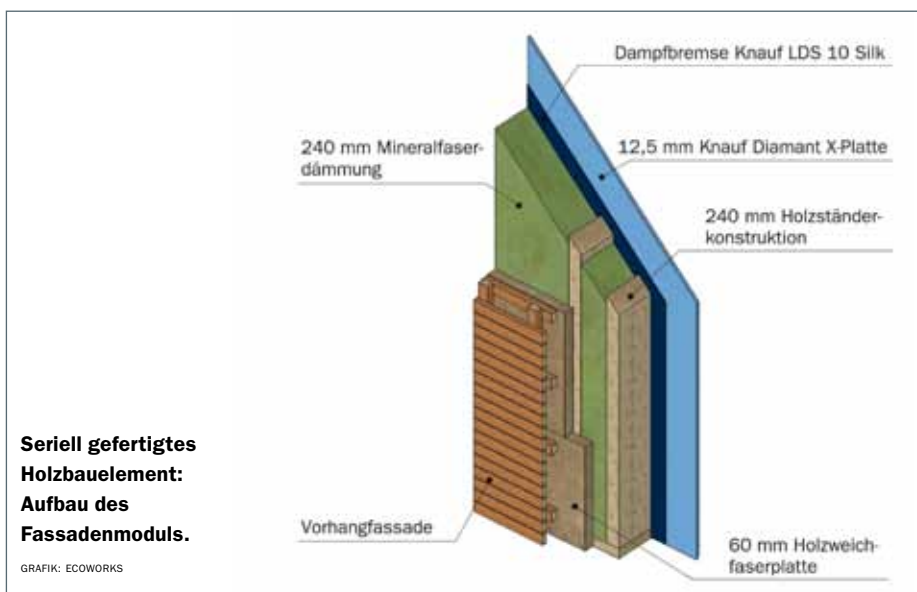 Dampfbremse Knauf LDS 10 Silk
240 mm Mineralfaser-
dämmung
12,5 mm Knauf Diamant X-Platte
240 mm Holzständer-
konstruktion
Vorhangfassade
60 mm Holzweich-
faserplatte
Seriell gefertigtes
Holzbauelement:
Aufbau des
Fassadenmoduls.
GRAFIK: ECOWORKS